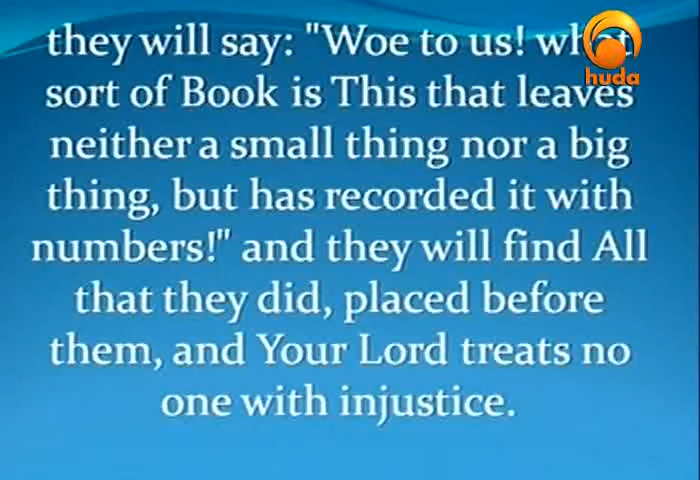 they will say: "Woe to us! what
sort of Book is This that leaves
neither a small thing nor a big
thing, but has recorded it with
numbers!" and they will find All
that they did, placed before
them, and Your Lord treats no
one with injustice.
huda